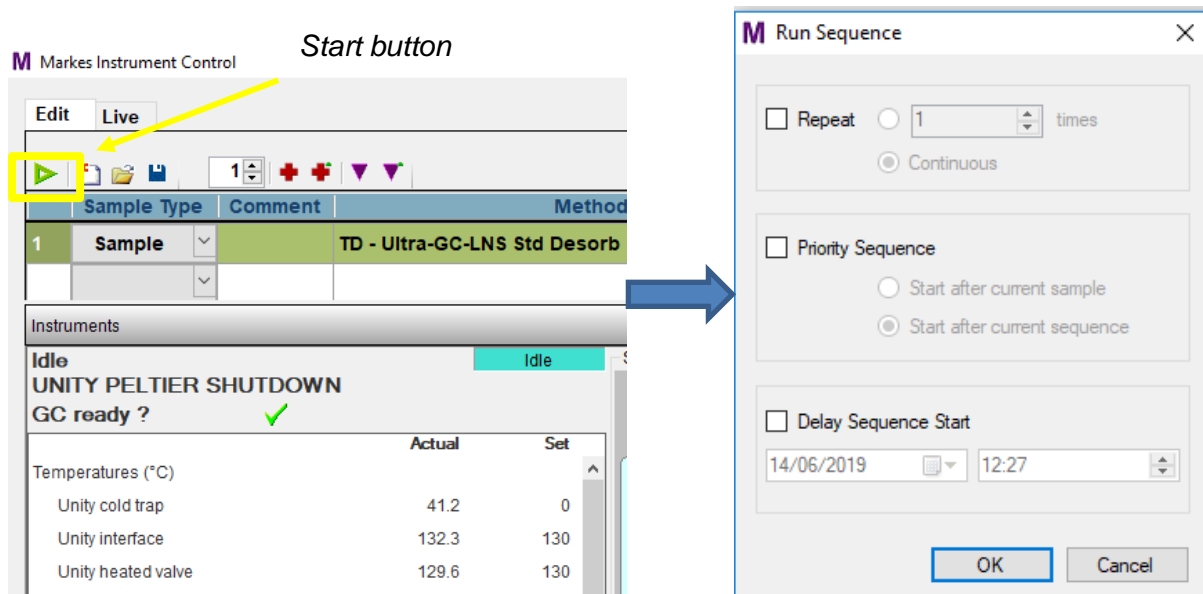 Start button
M Markes Instrument Control
Edit Live
1
Sample Type Comment Method
1 Sample TD - Ultra-GC-LNS Std Desorb
Instruments
Idle Idle
UNITY PELTIER SHUTDOWN
GC ready ?
Actual Set
Temperatures (°C)
Unity cold trap 41.2 0
Unity interface 132.3 130
Unity heated valve 129.6 130
M Run Sequence
Repeat 1 times
Continuous
Priority Sequence
Start after current sample
Start after current sequence
Delay Sequence Start
14/06/2019 12:27
OK Cancel